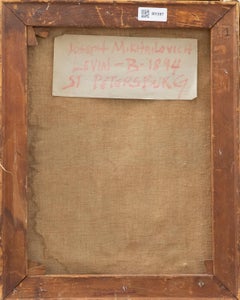 JOSEPH MIKHAILOVICH
LEVIN - B - 1894
ST PETERSBURG